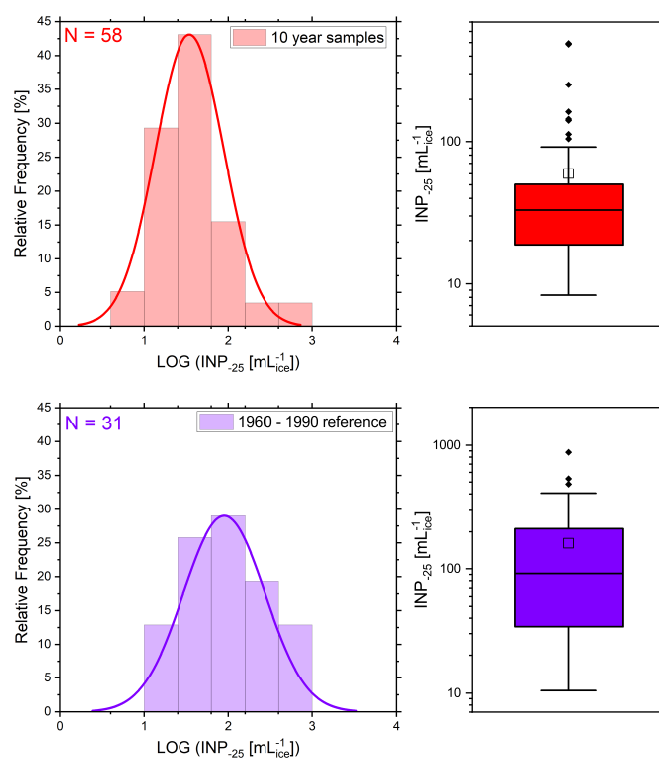 N = 58
10 year samples
45
40
35
30
25
20
15
10
5
0
Relative Frequency [%]
0 1 2 3 4
LOG (INP-25 [mL-1ice])
100
10
INP-25 [mL-1ice]
N = 31
1960 - 1990 reference
45
40
35
30
25
20
15
10
5
0
Relative Frequency [%]
0 1 2 3 4
LOG (INP-25 [mL-1ice])
1000
100
10
INP-25 [mL-1ice]